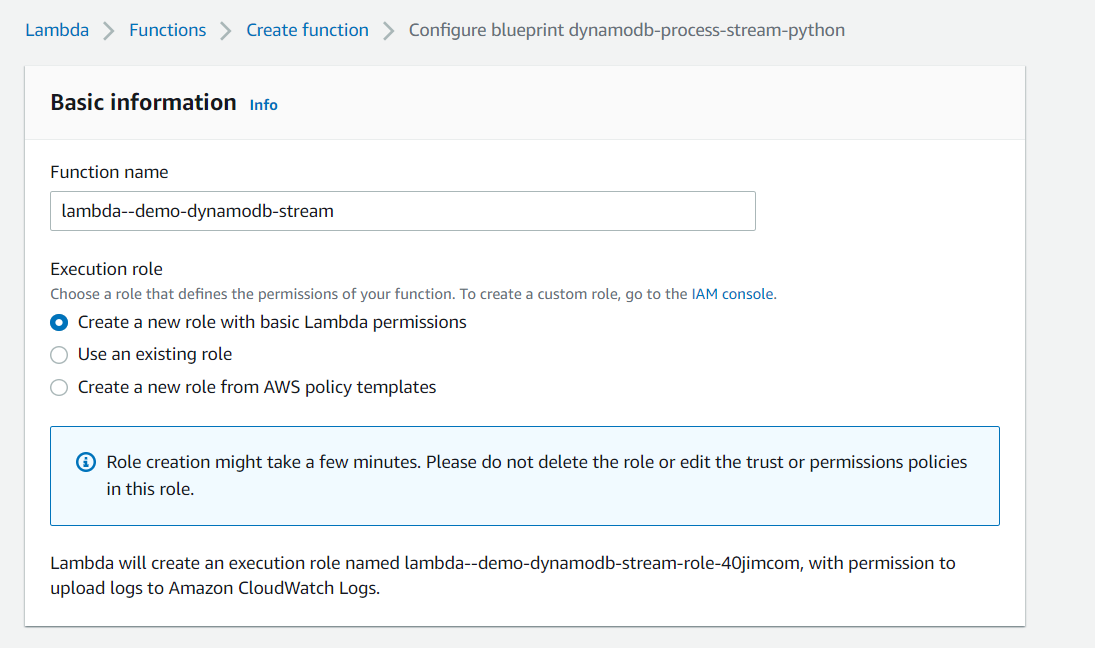 Lambda > Functions > Create function > Configure blueprint dynamodb-process-stream-python
Basic information Info
Function name
lambda--demo-dynamodb-stream
Execution role
Choose a role that defines the permissions of your function. To create a custom role, go to the IAM console.
Create a new role with basic Lambda permissions
Use an existing role
Create a new role from AWS policy templates
Role creation might take a few minutes. Please do not delete the role or edit the trust or permissions policies
in this role.
Lambda will create an execution role named lambda--demo-dynamodb-stream-role-40jimcom, with permission to
upload logs to Amazon CloudWatch Logs.